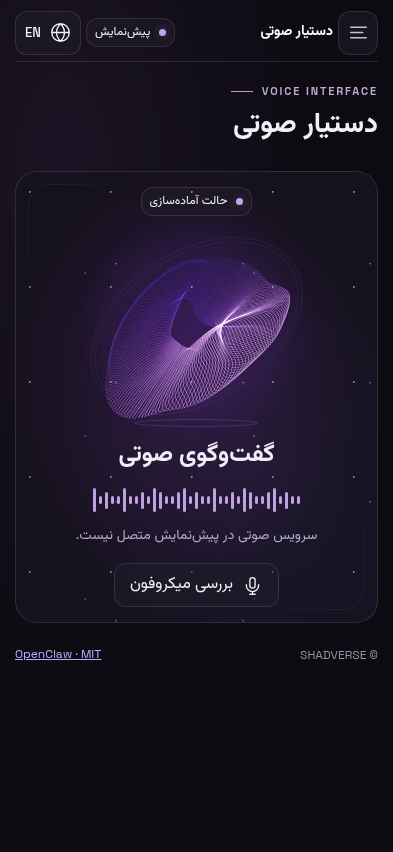 دستیار صوتی
پیش‌نمایش
EN
VOICE INTERFACE
دستیار صوتی
حالت آماده‌سازی
گفت‌وگوی صوتی
سرویس صوتی در پیش‌نمایش متصل نیست.
بررسی میکروفون
SHADVERSE ©
OpenClaw · MIT